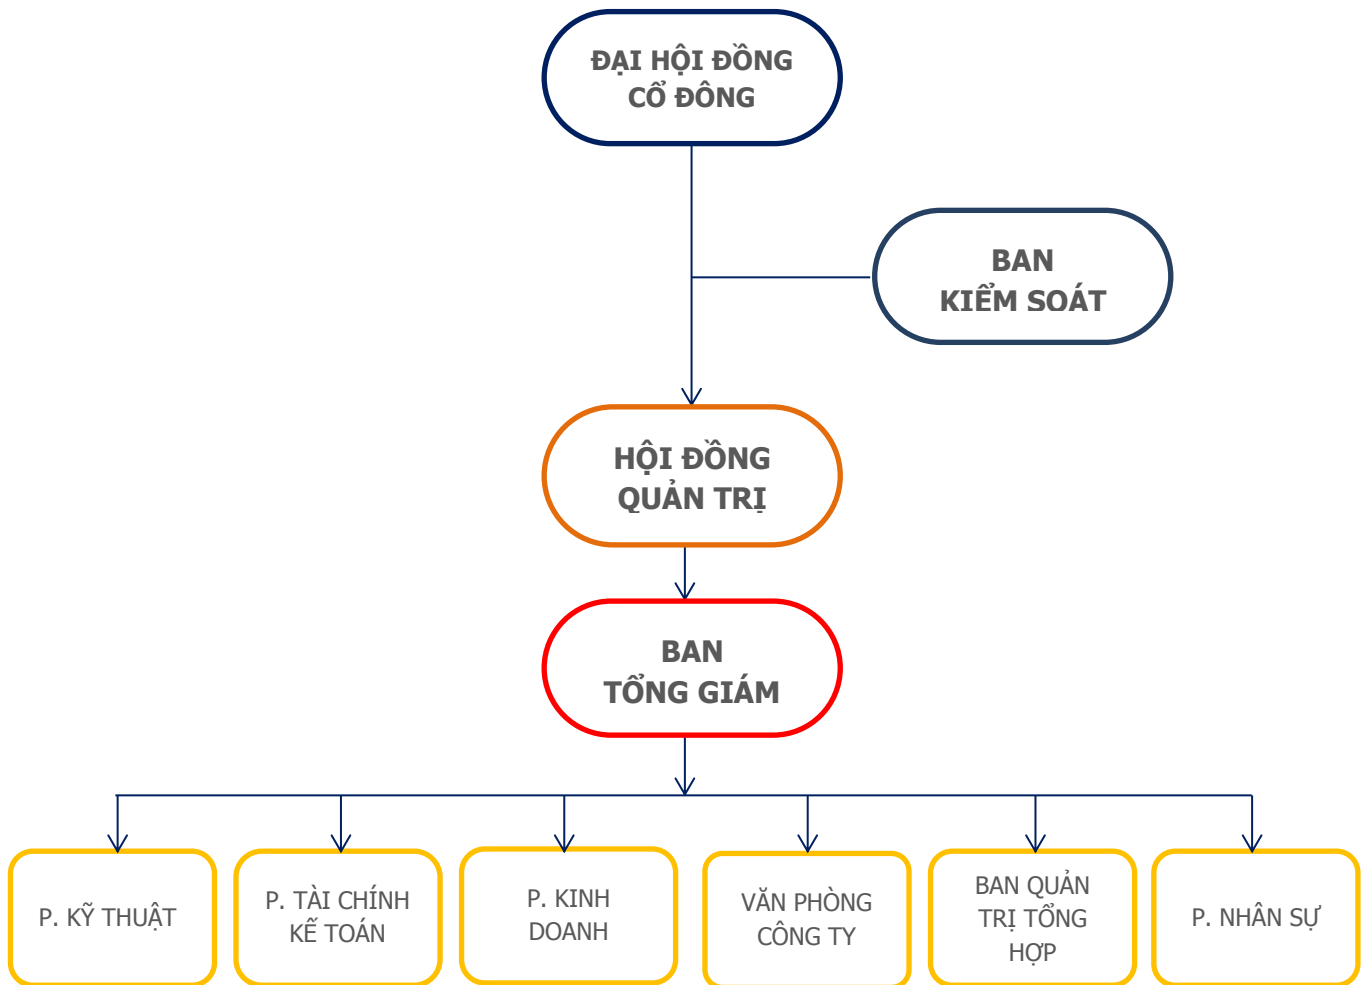 ĐẠI HỘI ĐỒNG
CỔ ĐÔNG
BAN
KIỂM SOÁT
HỘI ĐỒNG
QUẢN TRỊ
BAN
TỔNG GIÁM
P. KỸ THUẬT
P. TÀI CHÍNH
KẾ TOÁN
P. KINH
DOANH
VĂN PHÒNG
CÔNG TY
BAN QUẢN
TRỊ TỔNG
HỢP
P. NHÂN SỰ